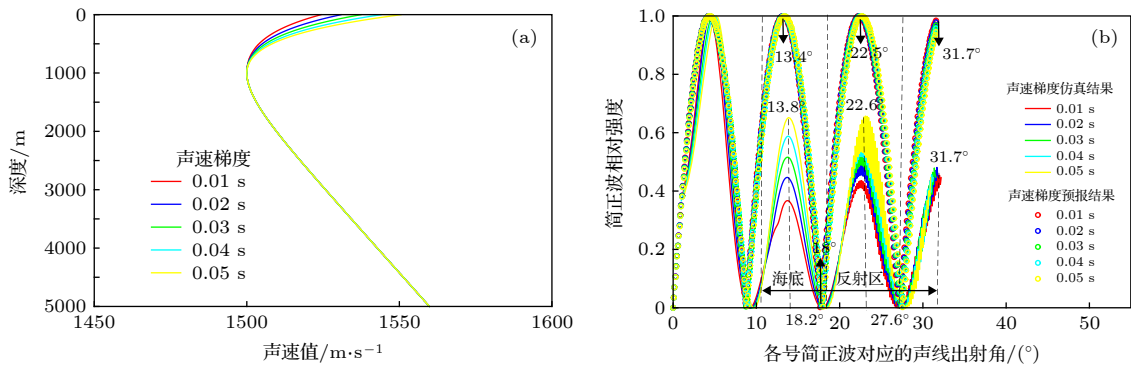 (a)
0
1000
2000
3000
4000
5000
1450
1500
1550
1600
深度/m
声速值/m·s⁻¹
声速梯度
0.01 s
0.02 s
0.03 s
0.04 s
0.05 s
(b)
1.0
0.8
0.6
0.4
0.2
0
0
10
20
30
40
50
简正波相对强度
各号简正波对应的声线出射角/(°)
13.4°
22.5°
31.7°
13.8
22.6
31.7°
18°
海底
反射区
18.2°
27.6°
声速梯度仿真结果
0.01 s
0.02 s
0.03 s
0.04 s
0.05 s
声速梯度预报结果
0.01 s
0.02 s
0.03 s
0.04 s
0.05 s